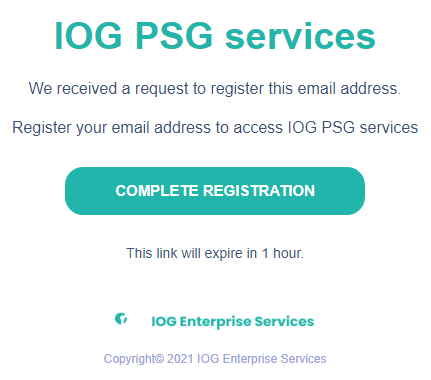 IOG PSG services
We received a request to register this email address.
Register your email address to access IOG PSG services
COMPLETE REGISTRATION
This link will expire in 1 hour.
IOG Enterprise Services
Copyright© 2021 IOG Enterprise Services